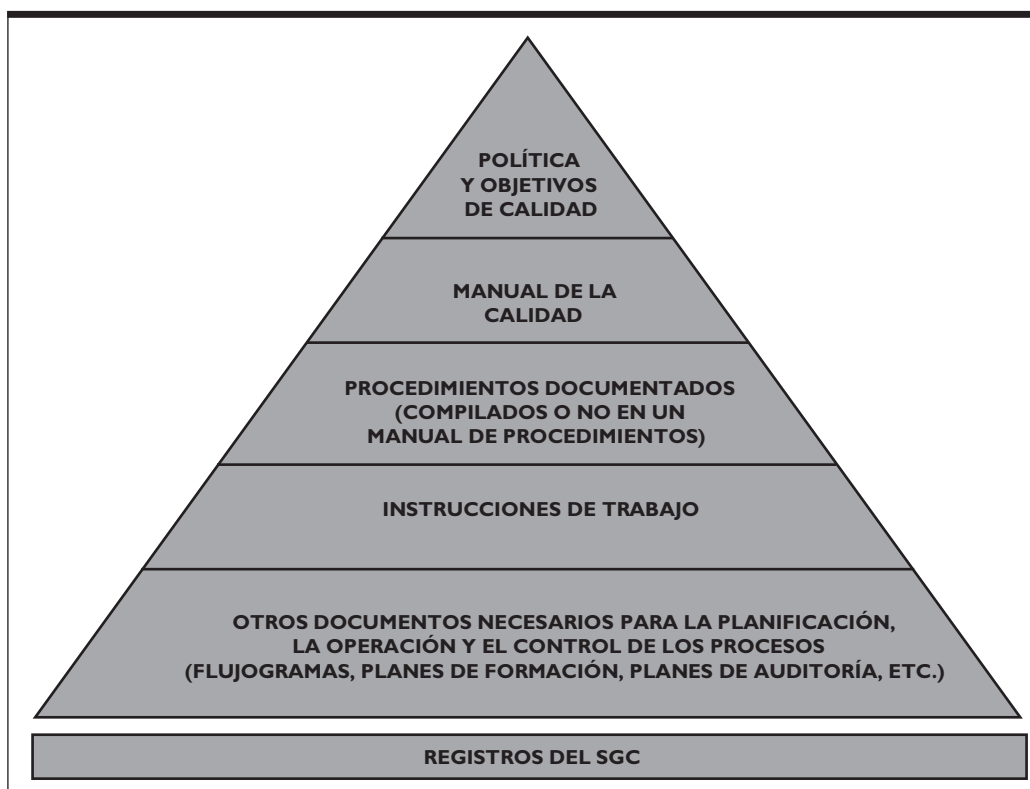 POLÍTICA
Y OBJETIVOS
DE CALIDAD
MANUAL DE LA
CALIDAD
PROCEDIMIENTOS DOCUMENTADOS
(COMPILADOS O NO EN UN
MANUAL DE PROCEDIMIENTOS)
INSTRUCCIONES DE TRABAJO
OTROS DOCUMENTOS NECESARIOS PARA LA PLANIFICACIÓN,
LA OPERACIÓN Y EL CONTROL DE LOS PROCESOS
(FLUJOGRAMAS, PLANES DE FORMACIÓN, PLANES DE AUDITORÍA, ETC.)
REGISTROS DEL SGC